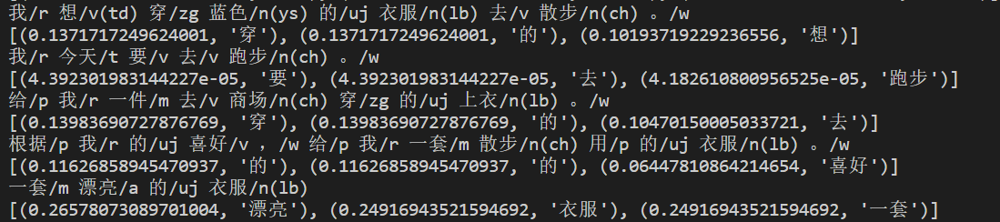 我/r 想/v(td) 穿/zg 蓝色/n(ys) 的/uj 衣服/n(lb) 去/v 散步/n(ch) 。/w
[(0.1371717249624001, '穿'), (0.1371717249624001, '的'), (0.10193719229236556, '想')]
我/r 今天/t 要/v 去/v 跑步/n(ch) 。/w
[(4.392301983144227e-05, '要'), (4.392301983144227e-05, '去'), (4.182610800956525e-05, '跑步')]
给/p 我/r 一件/m 去/v 商场/n(ch) 穿/zg 的/uj 上衣/n(lb) 。/w
[(0.13983690727876769, '穿'), (0.13983690727876769, '的'), (0.10470150005033721, '去')]
根据/p 我/r 的/uj 喜好/v ，/w 给/p 我/r 一套/m 散步/n(ch) 用/p 的/uj 衣服/n(lb) 。/w
[(0.11626858945470937, '的'), (0.11626858945470937, '的'), (0.06447810864214654, '喜好')]
一套/m 漂亮/a 的/uj 衣服/n(lb)
[(0.26578073089701004, '漂亮'), (0.24916943521594692, '衣服'), (0.24916943521594692, '一套')]